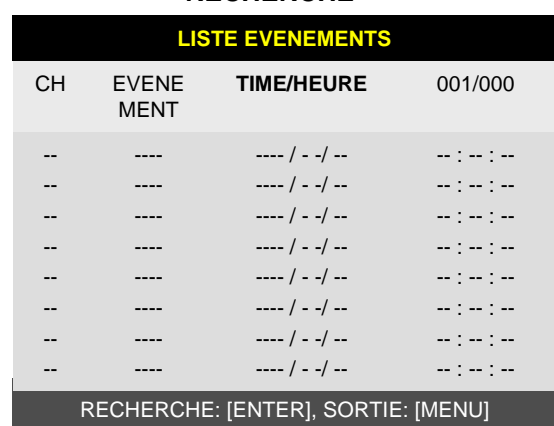 LISTE EVENEMENTS
CH EVENE MENT TIME/HEURE 001/000
-- ---- ---- / - -/ -- -- : -- : --
-- ---- ---- / - -/ -- -- : -- : --
-- ---- ---- / - -/ -- -- : -- : --
-- ---- ---- / - -/ -- -- : -- : --
-- ---- ---- / - -/ -- -- : -- : --
-- ---- ---- / - -/ -- -- : -- : --
-- ---- ---- / - -/ -- -- : -- : --
-- ---- ---- / - -/ -- -- : -- : --
RECHERCHE: [ENTER], SORTIE: [MENU]